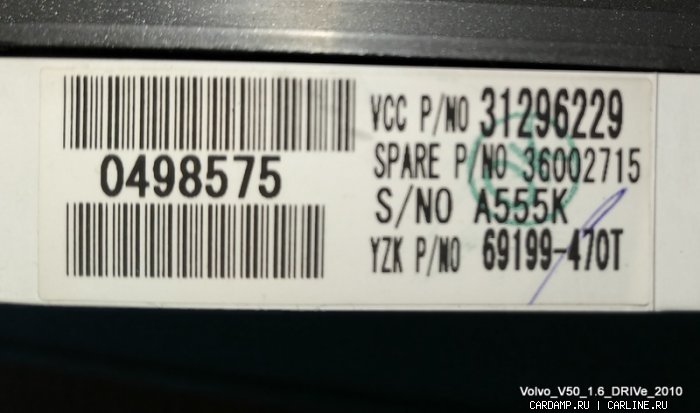 0498575
VCC P/NO 31296229
SPARE P/NO 36002715
S/NO A555K
YZK P/NO 69199-470T
Volvo_V50_1.6_DRIVe_2010
CARDAMP.RU | CARLINE.RU